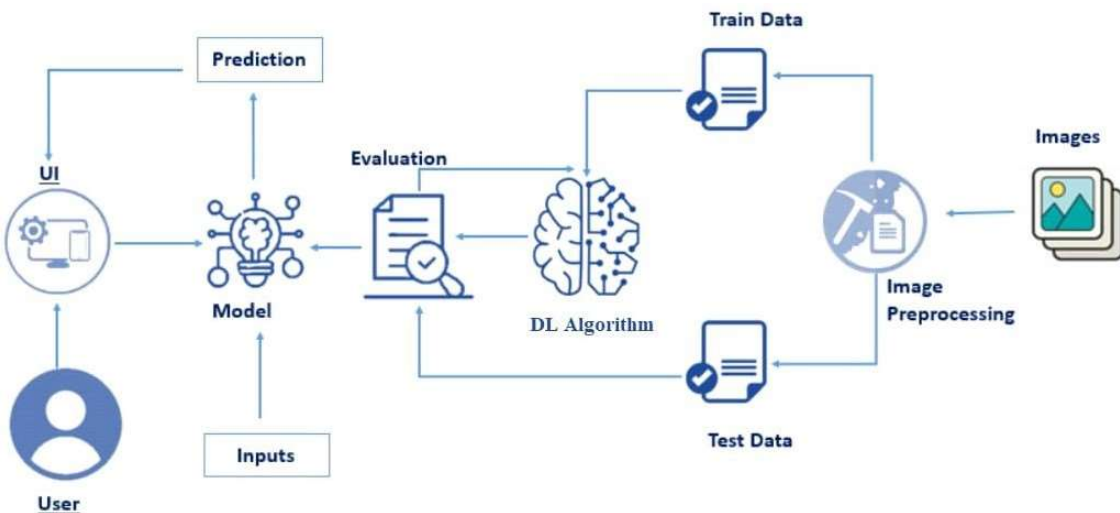 Train Data
Prediction
Images
Evaluation
UI
Image
Preprocessing
Model
DL Algorithm
Test Data
Inputs
User